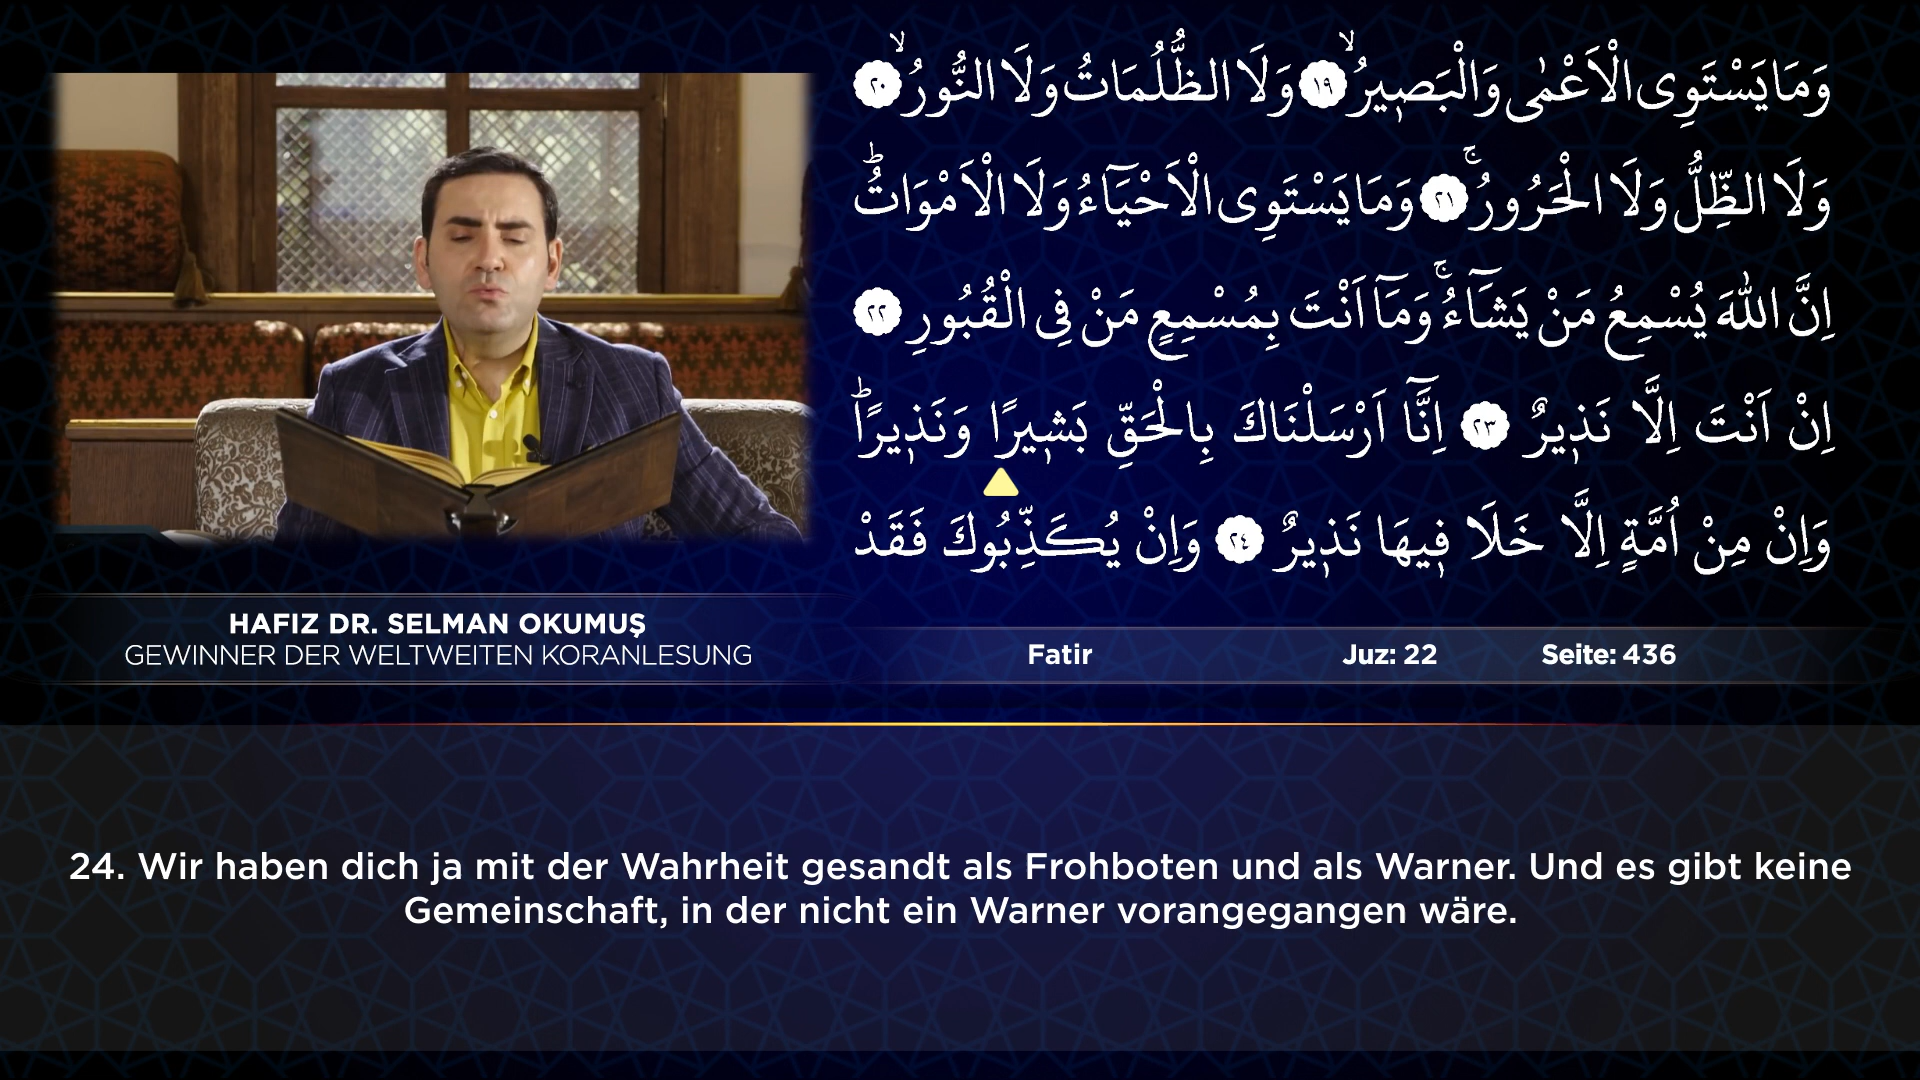 وَمَا يَسْتَوِى الْاَعْمٰى وَالْبَصٖيرُۙ ﴿١٩﴾ وَلَا الظُّلُمَاتُ وَلَا النُّورُۙ ﴿٢٠﴾
وَلَا الظِّلُّ وَلَا الْحَرُورُۚ ﴿٢١﴾ وَمَا يَسْتَوِى الْاَحْيَٓاءُ وَلَا الْاَمْوَاتُؕ
اِنَّ اللّٰهَ يُسْمِعُ مَنْ يَشَٓاءُۚ وَمَٓا اَنْتَ بِمُسْمِعٍ مَنْ فِى الْقُبُورِ ﴿٢٢﴾
اِنْ اَنْتَ اِلَّا نَذٖيرٌ ﴿٢٣﴾ اِنَّٓا اَرْسَلْنَاكَ بِالْحَقِّ بَشٖيرًا وَنَذٖيرًاؕ
وَاِنْ مِنْ اُمَّةٍ اِلَّا خَلَا فٖيهَا نَذٖيرٌ ﴿٢٤﴾ وَاِنْ يُكَذِّبُوكَ فَقَدْ
HAFIZ DR. SELMAN OKUMUŞ
GEWINNER DER WELTWEITEN KORANLESUNG
Fatir Juz: 22 Seite: 436
24. Wir haben dich ja mit der Wahrheit gesandt als Frohboten und als Warner. Und es gibt keine
Gemeinschaft, in der nicht ein Warner vorangegangen wäre.